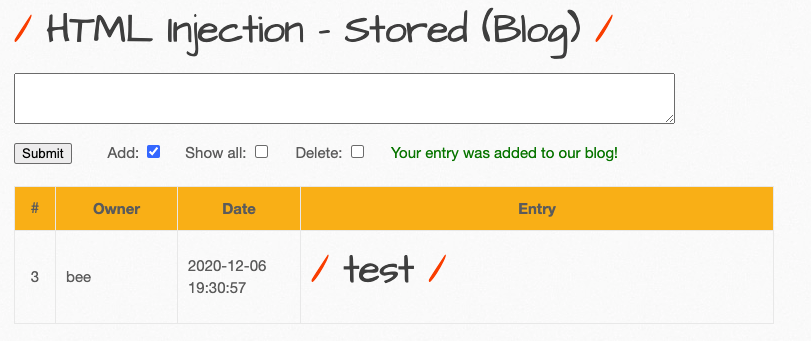 / HTML Injection - Stored (Blog) /
Submit Add: Show all: Delete: Your entry was added to our blog!
# Owner Date Entry
3 bee 2020-12-06 19:30:57 / test /